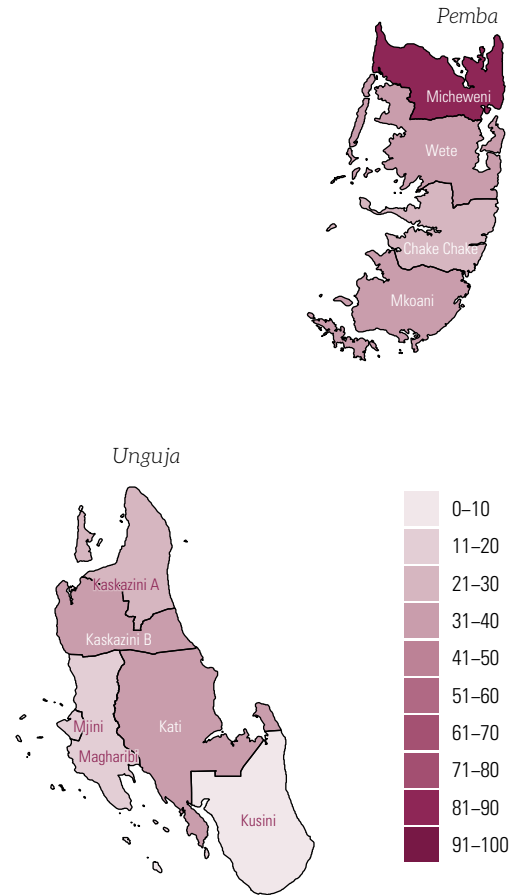 Pemba
Micheweni
Wete
Chake Chake
Mkoani
Unguja
Kaskazini A
Kaskazini B
Mjini
Kati
Magharibi
Kusini
0–10
11–20
21–30
31–40
41–50
51–60
61–70
71–80
81–90
91–100